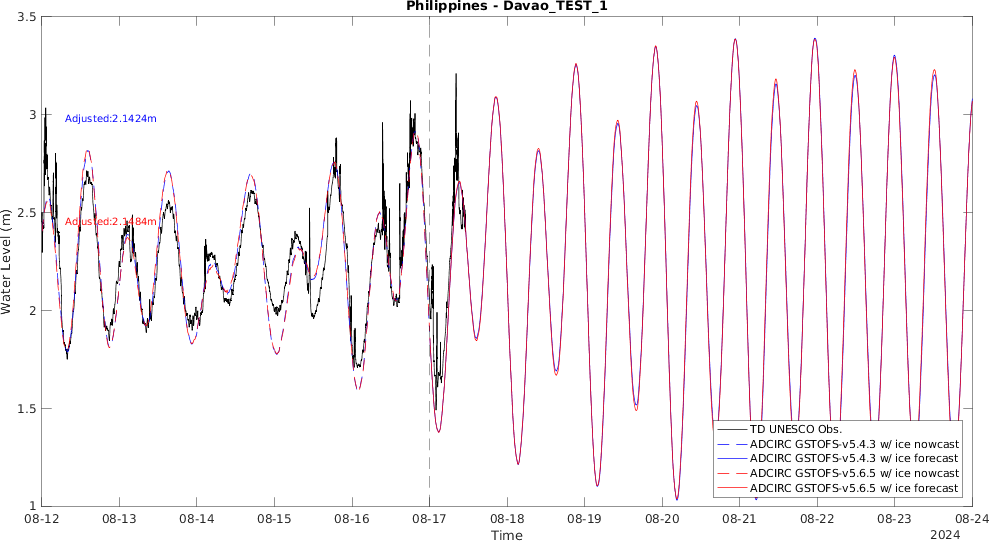 Philippines - Davao_TEST_1
3.5
3
2.5
2
1.5
1
Water Level (m)
Adjusted:2.1424m
Adjusted:2.1484m
TD UNESCO Obs.
ADCIRC GSTOFS-v5.4.3 w/ ice nowcast
ADCIRC GSTOFS-v5.4.3 w/ ice forecast
ADCIRC GSTOFS-v5.6.5 w/ ice nowcast
ADCIRC GSTOFS-v5.6.5 w/ ice forecast
08-12 08-13 08-14 08-15 08-16 08-17 08-18 08-19 08-20 08-21 08-22 08-23 08-24
Time
2024